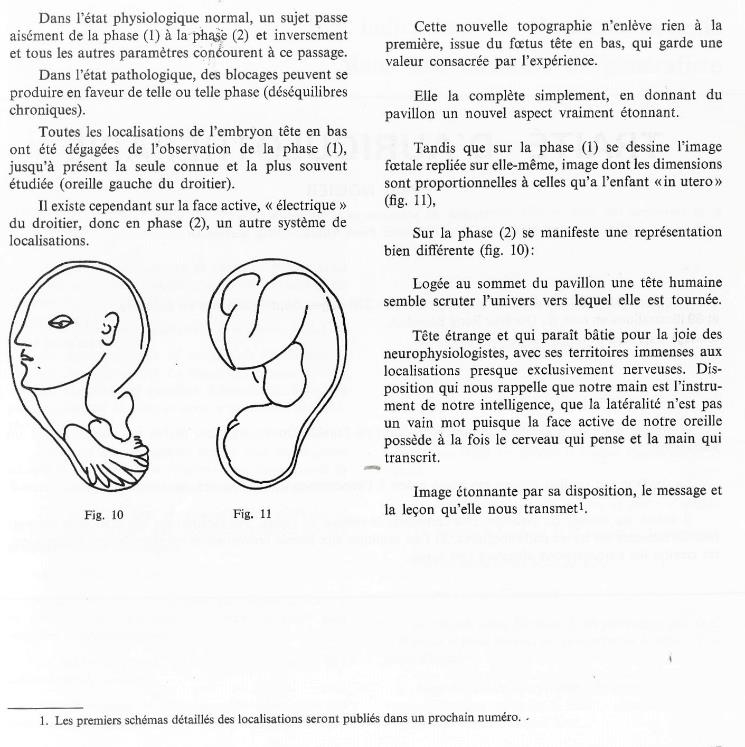 Dans l'état physiologique normal, un sujet passe
aisément de la phase (1) à la phase (2) et inversement
et tous les autres paramètres concourent à ce passage.
Dans l'état pathologique, des blocages peuvent se
produire en faveur de telle ou telle phase (déséquilibres
chroniques).
Toutes les localisations de l'embryon tête en bas
ont été dégagées de l'observation de la phase (1),
jusqu'à présent la seule connue et la plus souvent
étudiée (oreille gauche du droitier).
Il existe cependant sur la face active, « électrique »
du droitier, donc en phase (2), un autre système de
localisations.
Fig. 10
Fig. 11
Cette nouvelle topographie n'enlève rien à la
première, issue du fœtus tête en bas, qui garde une
valeur consacrée par l'expérience.
Elle la complète simplement, en donnant du
pavillon un nouvel aspect vraiment étonnant.
Tandis que sur la phase (1) se dessine l'image
fœtale repliée sur elle-même, image dont les dimensions
sont proportionnelles à celles qu'a l'enfant « in utero »
(fig. 11),
Sur la phase (2) se manifeste une représentation
bien différente (fig. 10) :
Logée au sommet du pavillon une tête humaine
semble scruter l'univers vers lequel elle est tournée.
Tête étrange et qui paraît bâtie pour la joie des
neurophysiologistes, avec ses territoires immenses aux
localisations presque exclusivement nerveuses. Dis-
position qui nous rappelle que notre main est l'instru-
ment de notre intelligence, que la latéralité n'est pas
un vain mot puisque la face active de notre oreille
possède à la fois le cerveau qui pense et la main qui
transcrit.
Image étonnante par sa disposition, le message et
la leçon qu'elle nous transmet¹.
1. Les premiers schémas détaillés des localisations seront publiés dans un prochain numéro.